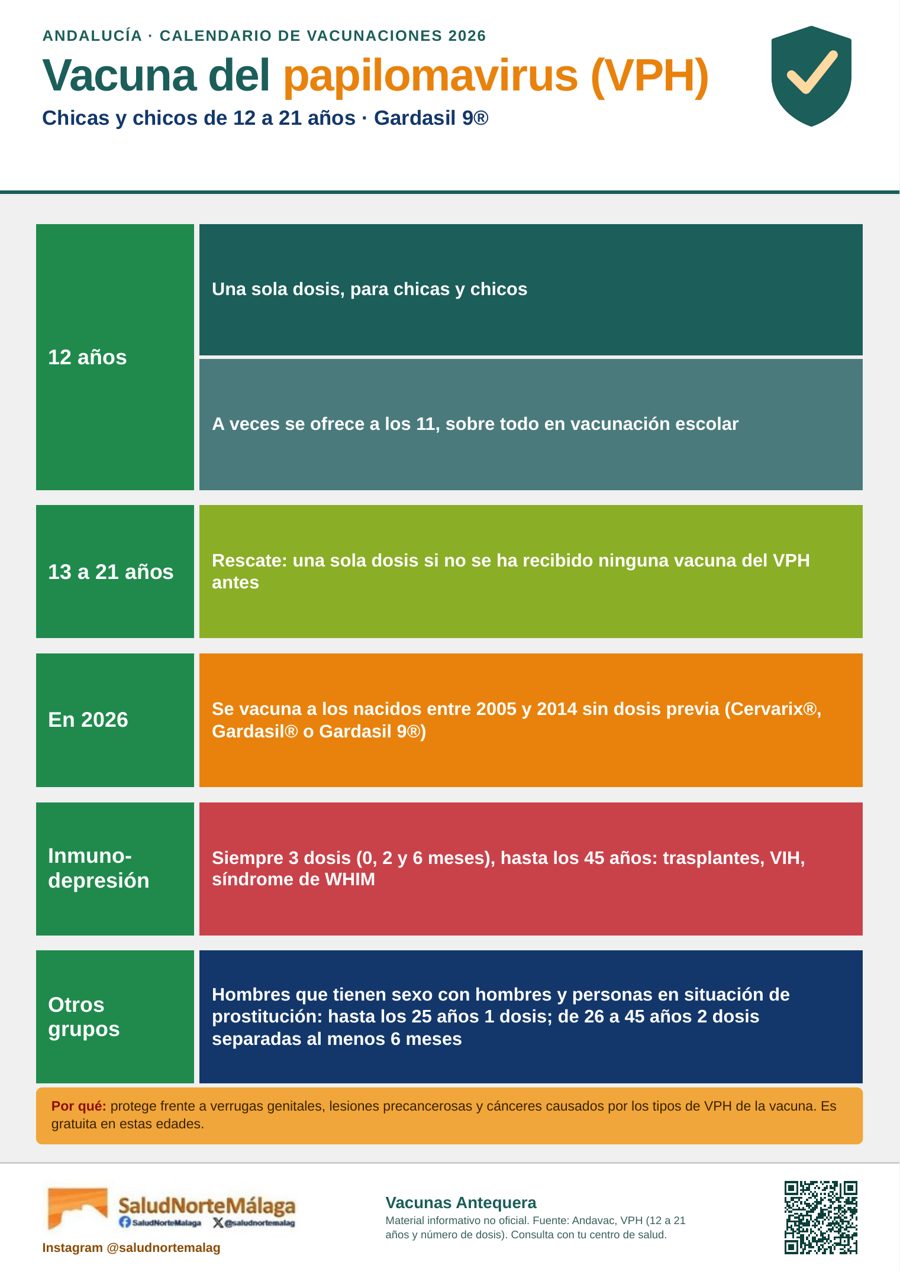 ANDALUCÍA · CALENDARIO DE VACUNACIONES 2026
Vacuna del papilomavirus (VPH)
Chicas y chicos de 12 a 21 años · Gardasil 9®
12 años
Una sola dosis, para chicas y chicos
A veces se ofrece a los 11, sobre todo en vacunación escolar
13 a 21 años
Rescate: una sola dosis si no se ha recibido ninguna vacuna del VPH
antes
En 2026
Se vacuna a los nacidos entre 2005 y 2014 sin dosis previa (Cervarix®,
Gardasil® o Gardasil 9®)
Inmuno-
depresión
Siempre 3 dosis (0, 2 y 6 meses), hasta los 45 años: trasplantes, VIH,
síndrome de WHIM
Otros
grupos
Hombres que tienen sexo con hombres y personas en situación de
prostitución: hasta los 25 años 1 dosis; de 26 a 45 años 2 dosis
separadas al menos 6 meses
Por qué: protege frente a verrugas genitales, lesiones precancerosas y cánceres causados por los tipos de VPH de la vacuna. Es
gratuita en estas edades.
SaludNorteMálaga
SaludNorteMalaga @saludnortemalag
Instagram @saludnortemalag
Vacunas Antequera
Material informativo no oficial. Fuente: Andavac, VPH (12 a 21
años y número de dosis). Consulta con tu centro de salud.